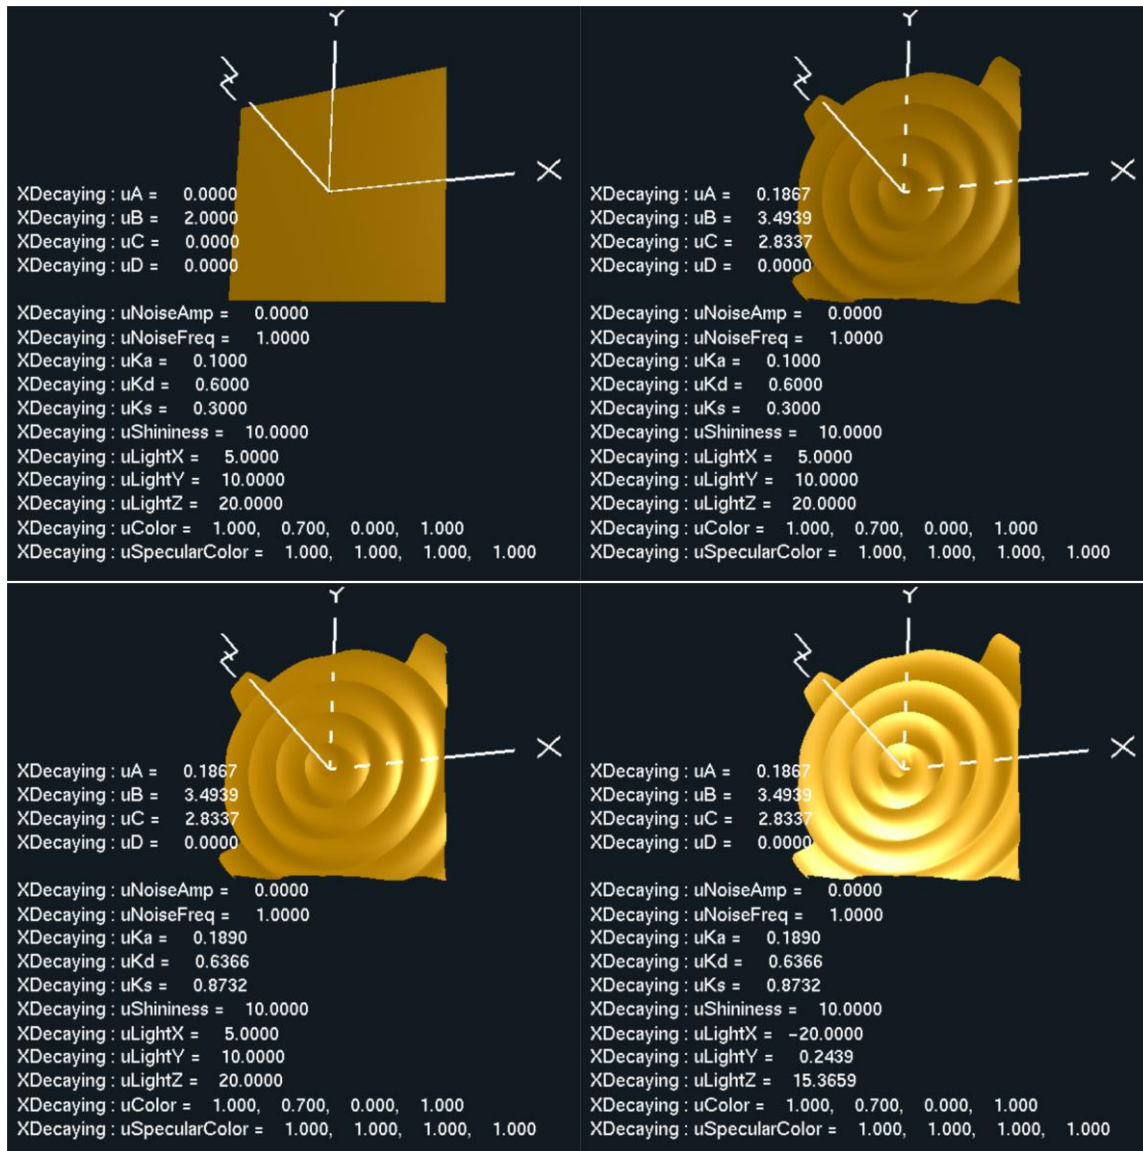 Y
Z
X
XDecaying : uA = 0.0000
XDecaying : uB = 2.0000
XDecaying : uC = 0.0000
XDecaying : uD = 0.0000
XDecaying : uNoiseAmp = 0.0000
XDecaying : uNoiseFreq = 1.0000
XDecaying : uKa = 0.1000
XDecaying : uKd = 0.6000
XDecaying : uKs = 0.3000
XDecaying : uShininess = 10.0000
XDecaying : uLightX = 5.0000
XDecaying : uLightY = 10.0000
XDecaying : uLightZ = 20.0000
XDecaying : uColor = 1.000, 0.700, 0.000, 1.000
XDecaying : uSpecularColor = 1.000, 1.000, 1.000, 1.000
Y
Z
X
XDecaying : uA = 0.1867
XDecaying : uB = 3.4939
XDecaying : uC = 2.8337
XDecaying : uD = 0.0000
XDecaying : uNoiseAmp = 0.0000
XDecaying : uNoiseFreq = 1.0000
XDecaying : uKa = 0.1000
XDecaying : uKd = 0.6000
XDecaying : uKs = 0.3000
XDecaying : uShininess = 10.0000
XDecaying : uLightX = 5.0000
XDecaying : uLightY = 10.0000
XDecaying : uLightZ = 20.0000
XDecaying : uColor = 1.000, 0.700, 0.000, 1.000
XDecaying : uSpecularColor = 1.000, 1.000, 1.000, 1.000
Y
Z
X
XDecaying : uA = 0.1867
XDecaying : uB = 3.4939
XDecaying : uC = 2.8337
XDecaying : uD = 0.0000
XDecaying : uNoiseAmp = 0.0000
XDecaying : uNoiseFreq = 1.0000
XDecaying : uKa = 0.1890
XDecaying : uKd = 0.6366
XDecaying : uKs = 0.8732
XDecaying : uShininess = 10.0000
XDecaying : uLightX = 5.0000
XDecaying : uLightY = 10.0000
XDecaying : uLightZ = 20.0000
XDecaying : uColor = 1.000, 0.700, 0.000, 1.000
XDecaying : uSpecularColor = 1.000, 1.000, 1.000, 1.000
Y
Z
X
XDecaying : uA = 0.1867
XDecaying : uB = 3.4939
XDecaying : uC = 2.8337
XDecaying : uD = 0.0000
XDecaying : uNoiseAmp = 0.0000
XDecaying : uNoiseFreq = 1.0000
XDecaying : uKa = 0.1890
XDecaying : uKd = 0.6366
XDecaying : uKs = 0.8732
XDecaying : uShininess = 10.0000
XDecaying : uLightX = -20.0000
XDecaying : uLightY = 0.2439
XDecaying : uLightZ = 15.3659
XDecaying : uColor = 1.000, 0.700, 0.000, 1.000
XDecaying : uSpecularColor = 1.000, 1.000, 1.000, 1.000